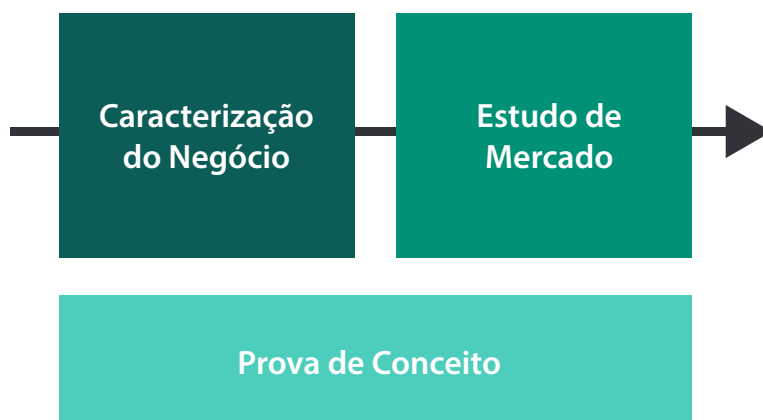 Caracterização
do Negócio
Estudo de
Mercado
Prova de Conceito